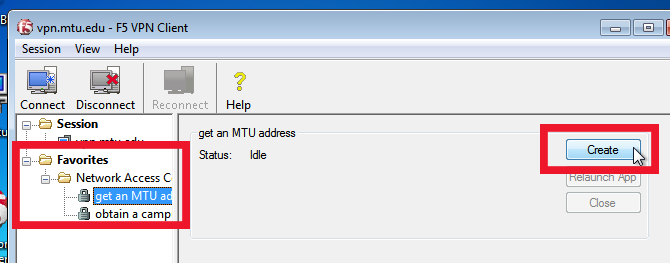 vpn.mtu.edu - F5 VPN Client
Session View Help
Connect Disconnect Reconnect Help
Session
Favorites
Network Access C
get an MTU ad
obtain a camp
get an MTU address
Status: Idle
Create
Relaunch App
Close